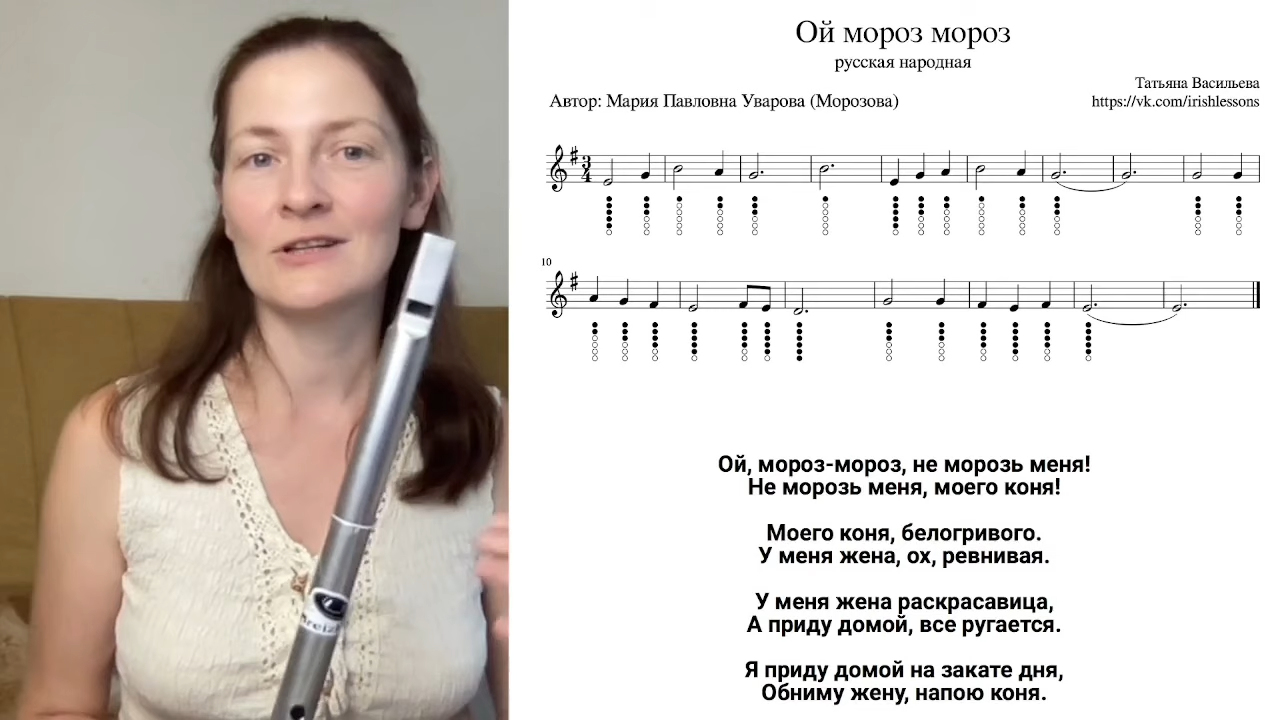 Ой мороз мороз
русская народная
Татьяна Васильева
Автор: Мария Павловна Уварова (Морозова)
https://vk.com/irishlessons
3
4
10
Ой, мороз-мороз, не морозь меня!
Не морозь меня, моего коня!
Моего коня, белогривого.
У меня жена, ох, ревнивая.
У меня жена раскрасавица,
А приду домой, все ругается.
Я приду домой на закате дня,
Обниму жену, напою коня.